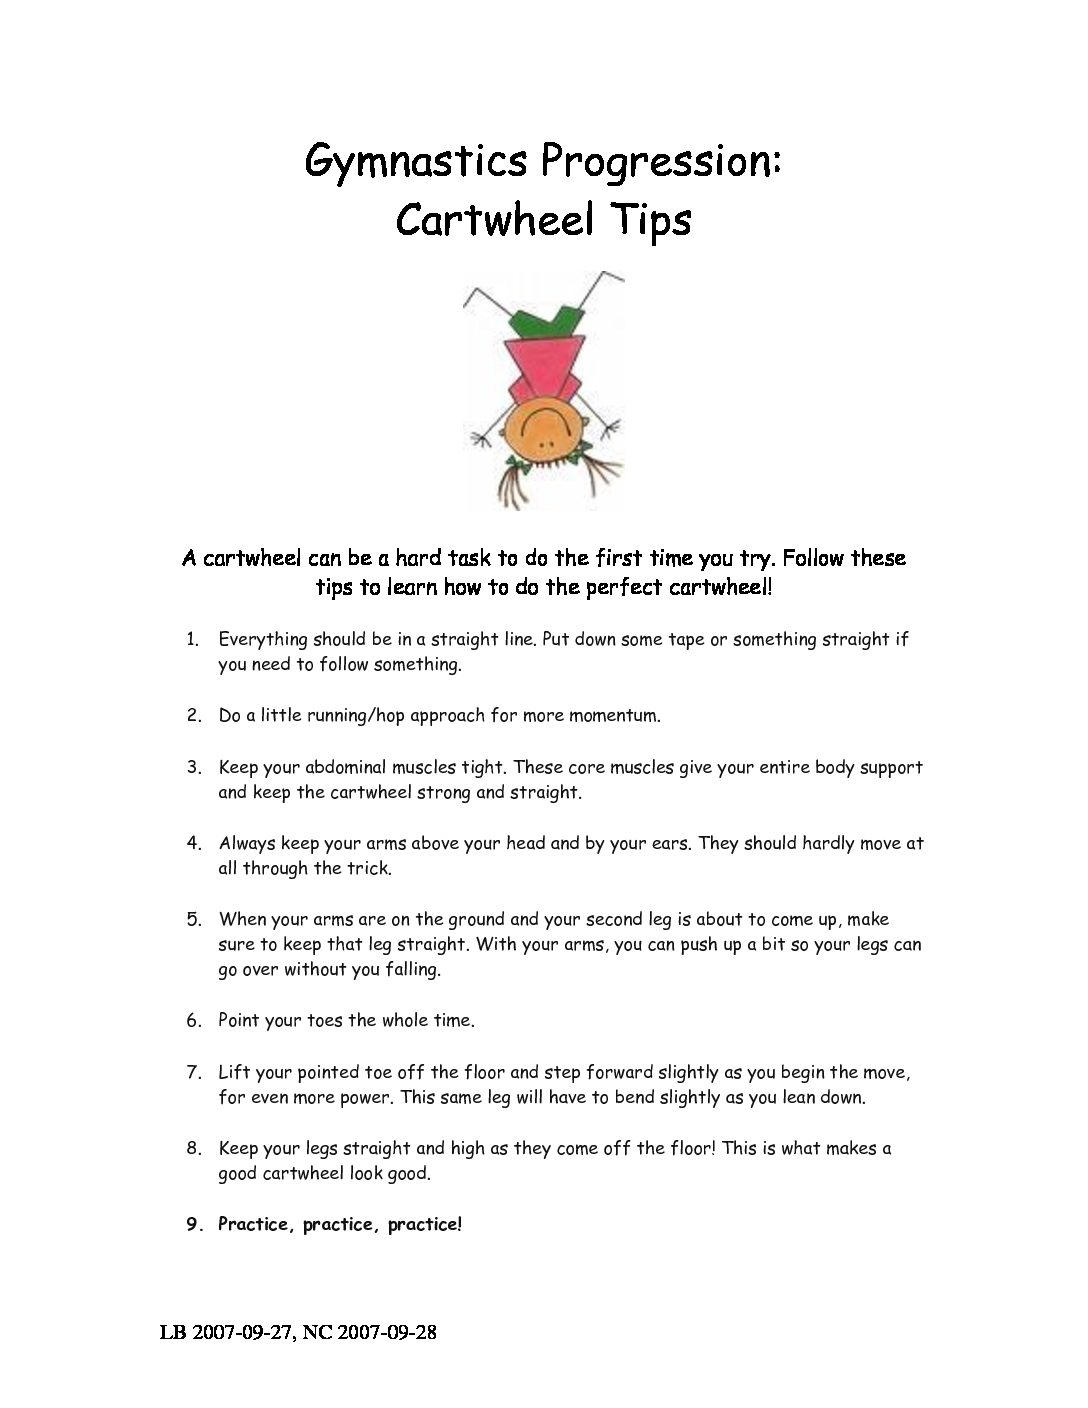 Gymnastics Progression:
Cartwheel Tips
A cartwheel can be a hard task to do the first time you try. Follow these
tips to learn how to do the perfect cartwheel!
1. Everything should be in a straight line. Put down some tape or something straight if
you need to follow something.
2. Do a little running/hop approach for more momentum.
3. Keep your abdominal muscles tight. These core muscles give your entire body support
and keep the cartwheel strong and straight.
4. Always keep your arms above your head and by your ears. They should hardly move at
all through the trick.
5. When your arms are on the ground and your second leg is about to come up, make
sure to keep that leg straight. With your arms, you can push up a bit so your legs can
go over without you falling.
6. Point your toes the whole time.
7. Lift your pointed toe off the floor and step forward slightly as you begin the move,
for even more power. This same leg will have to bend slightly as you lean down.
8. Keep your legs straight and high as they come off the floor! This is what makes a
good cartwheel look good.
9. Practice, practice, practice!
LB 2007-09-27, NC 2007-09-28